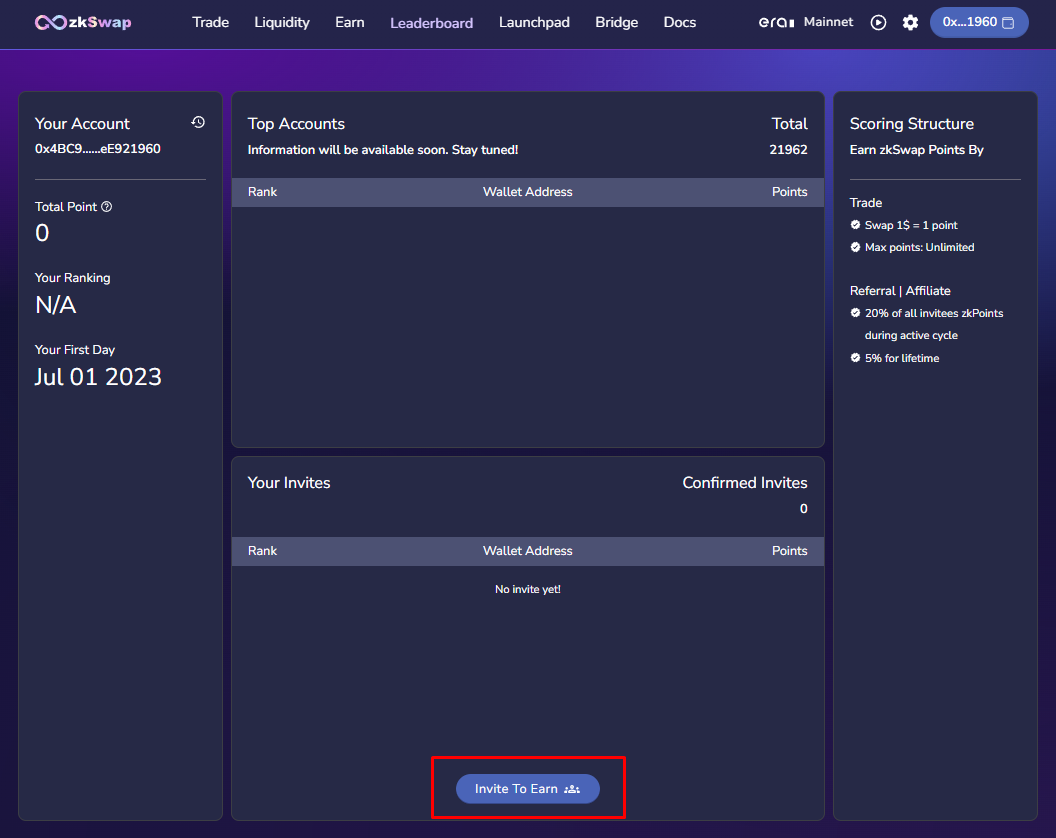 zkSwap Trade Liquidity Earn Leaderboard Launchpad Bridge Docs era Mainnet 0x...1960
Your Account
0x4BC9......eE921960
Total Point
0
Your Ranking
N/A
Your First Day
Jul 01 2023
Top Accounts Total
Information will be available soon. Stay tuned! 21962
Rank Wallet Address Points
Your Invites Confirmed Invites
0
Rank Wallet Address Points
No invite yet!
Invite To Earn
Scoring Structure
Earn zkSwap Points By
Trade
Swap 1$ = 1 point
Max points: Unlimited
Referral | Affiliate
20% of all invitees zkPoints
during active cycle
5% for lifetime